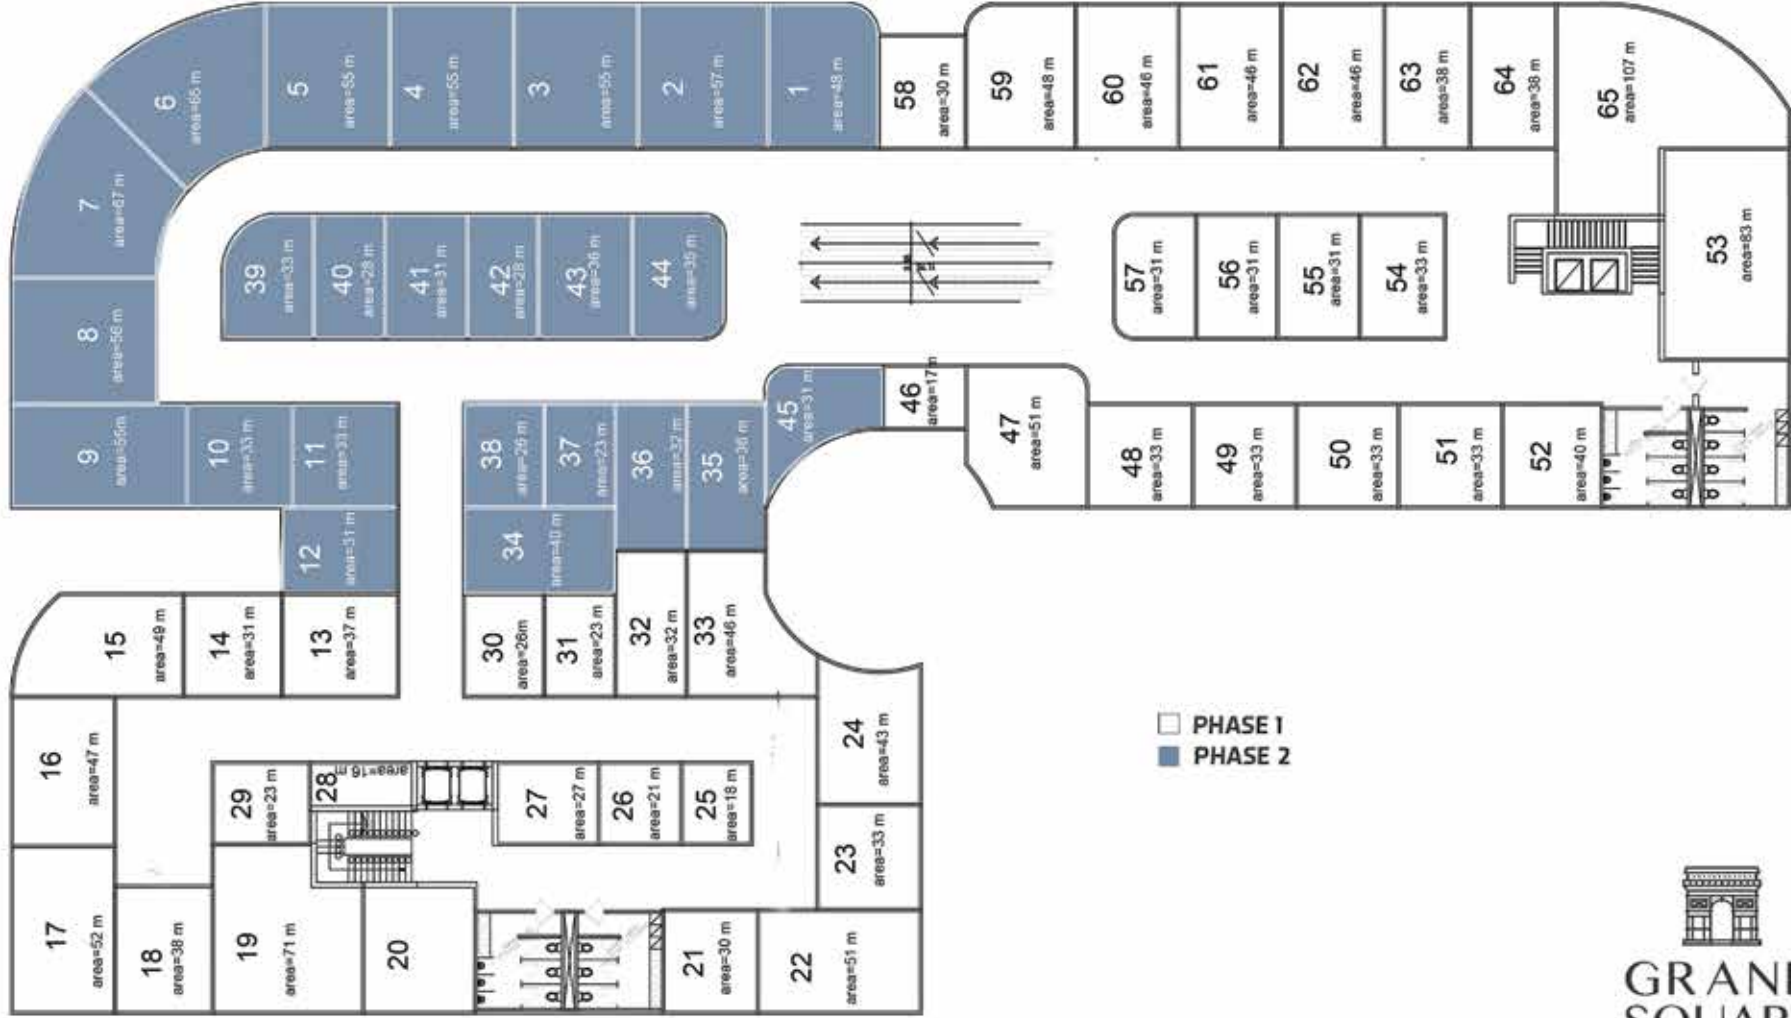 1
area=48 m
2
area=57 m
3
area=55 m
4
area=55 m
5
area=55 m
6
area=65 m
7
area=67 m
8
area=56 m
9
area=55m
10
area=33 m
11
area=33 m
12
area=31 m
13
area=37 m
14
area=31 m
15
area=49 m
16
area=47 m
17
area=52 m
18
area=38 m
19
area=71 m
20
21
area=30 m
22
area=51 m
23
area=33 m
24
area=43 m
25
area=18 m
26
area=21 m
27
area=27 m
28
area=16 m
29
area=23 m
30
area=26m
31
area=23 m
32
area=32 m
33
area=46 m
34
area=40 m
35
area=36 m
36
area=32 m
37
area=23 m
38
area=26 m
39
area=33 m
40
area=28 m
41
area=31 m
42
area=28 m
43
area=36 m
44
area=35 m
45
area=31 m
46
area=17 m
47
area=51 m
48
area=33 m
49
area=33 m
50
area=33 m
51
area=33 m
52
area=40 m
53
area=83 m
54
area=33 m
55
area=31 m
56
area=31 m
57
area=31 m
58
area=30 m
59
area=48 m
60
area=46 m
61
area=46 m
62
area=46 m
63
area=38 m
64
area=38 m
65
area=107 m
PHASE 1
PHASE 2